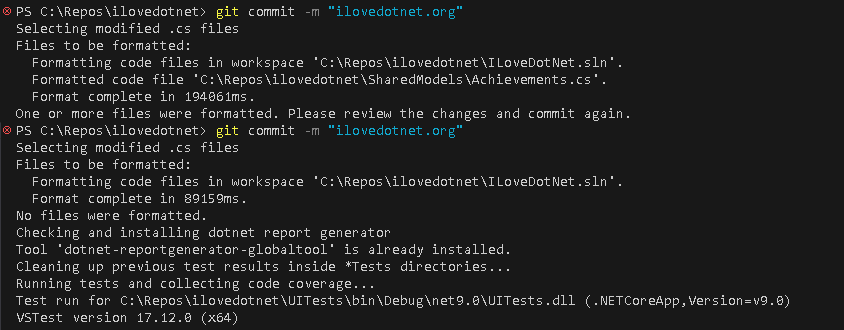 PS C:\Repos\ilovedotnet> git commit -m "ilovedotnet.org"
Selecting modified .cs files
Files to be formatted:
  Formatting code files in workspace 'C:\Repos\ilovedotnet\ILoveDotNet.sln'.
  Formatted code file 'C:\Repos\ilovedotnet\SharedModels\Achievements.cs'.
  Format complete in 194061ms.
One or more files were formatted. Please review the changes and commit again.
PS C:\Repos\ilovedotnet> git commit -m "ilovedotnet.org"
Selecting modified .cs files
Files to be formatted:
  Formatting code files in workspace 'C:\Repos\ilovedotnet\ILoveDotNet.sln'.
  Format complete in 89159ms.
No files were formatted.
Checking and installing dotnet report generator
Tool 'dotnet-reportgenerator-globaltool' is already installed.
Cleaning up previous test results inside *Tests directories...
Running tests and collecting code coverage...
Test run for C:\Repos\ilovedotnet\UITests\bin\Debug\net9.0\UITests.dll (.NETCoreApp,Version=v9.0)
VSTest version 17.12.0 (x64)